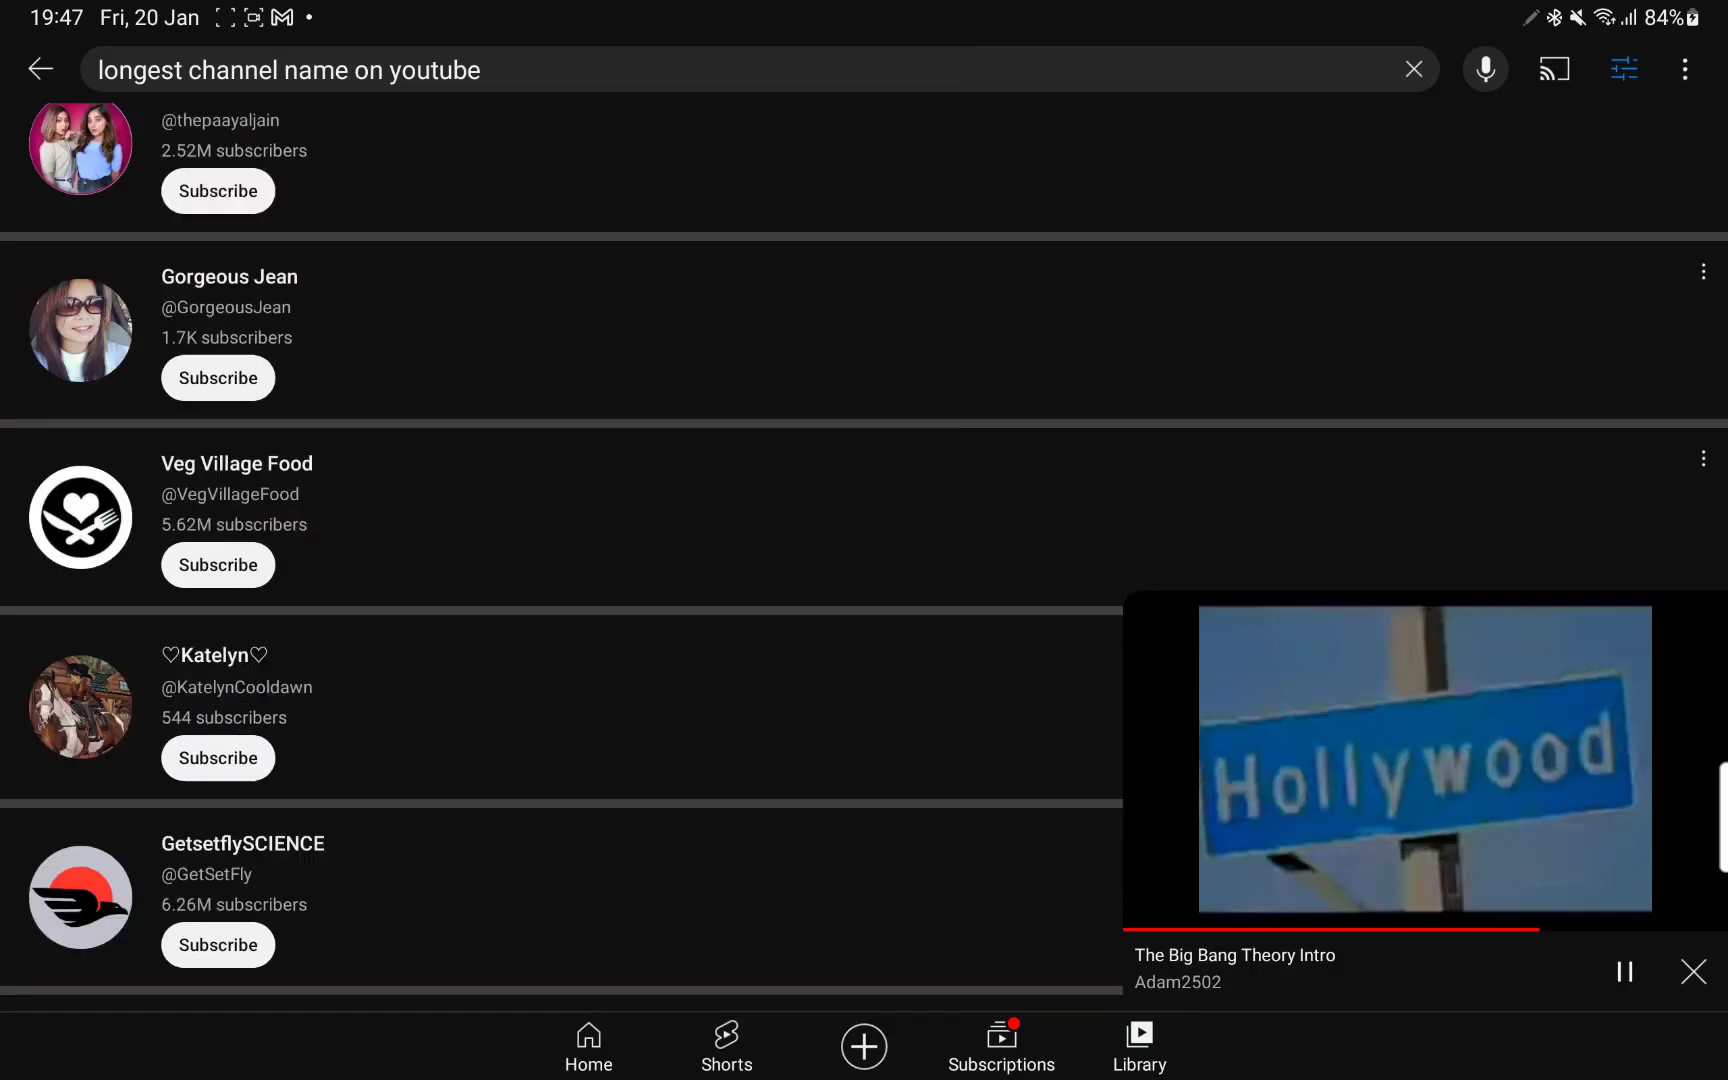 19:47 Fri, 20 Jan 84%
longest channel name on youtube
@thepaayaljain
2.52M subscribers
Subscribe
Gorgeous Jean
@GorgeousJean
1.7K subscribers
Subscribe
Veg Village Food
@VegVillageFood
5.62M subscribers
Subscribe
♡Katelyn♡
@KatelynCooldawn
544 subscribers
Subscribe
GetsetflySCIENCE
@GetSetFly
6.26M subscribers
Subscribe
Hollywood
The Big Bang Theory Intro
Adam2502
Home Shorts Subscriptions Library